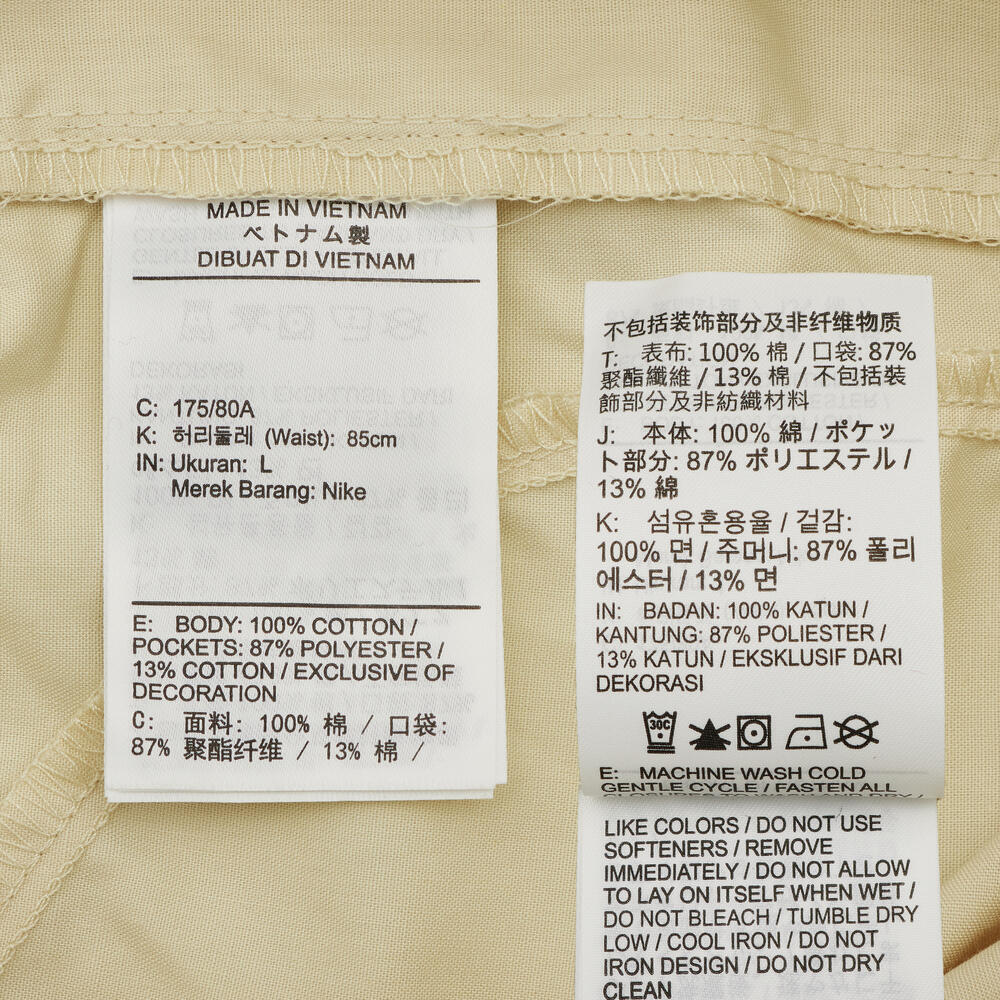 MADE IN VIETNAM
ベトナム製
DIBUAT DI VIETNAM
C: 175/80A
K: 허리둘레 (Waist): 85cm
IN: Ukuran: L
Merek Barang: Nike
E: BODY: 100% COTTON /
POCKETS: 87% POLYESTER /
13% COTTON / EXCLUSIVE OF
DECORATION
C: 面料: 100% 棉 / 口袋:
87% 聚酯纤维 / 13% 棉 /
不包括装饰部分及非纤维物质
T: 表布: 100% 棉 / 口袋: 87%
聚酯纖維 / 13% 棉 / 不包括裝
飾部分及非紡織材料
J: 本体: 100% 綿 / ポケッ
ト部分: 87% ポリエステル /
13% 綿
K: 섬유혼용율 / 겉감:
100% 면 / 주머니: 87% 폴리
에스터 / 13% 면
IN: BADAN: 100% KATUN /
KANTUNG: 87% POLIESTER /
13% KATUN / EKSKLUSIF DARI
DEKORASI
30C
E: MACHINE WASH COLD
GENTLE CYCLE / FASTEN ALL
CLOSURES TO WASH AND DRY /
LIKE COLORS / DO NOT USE
SOFTENERS / REMOVE
IMMEDIATELY / DO NOT ALLOW
TO LAY ON ITSELF WHEN WET /
DO NOT BLEACH / TUMBLE DRY
LOW / COOL IRON / DO NOT
IRON DESIGN / DO NOT DRY
CLEAN